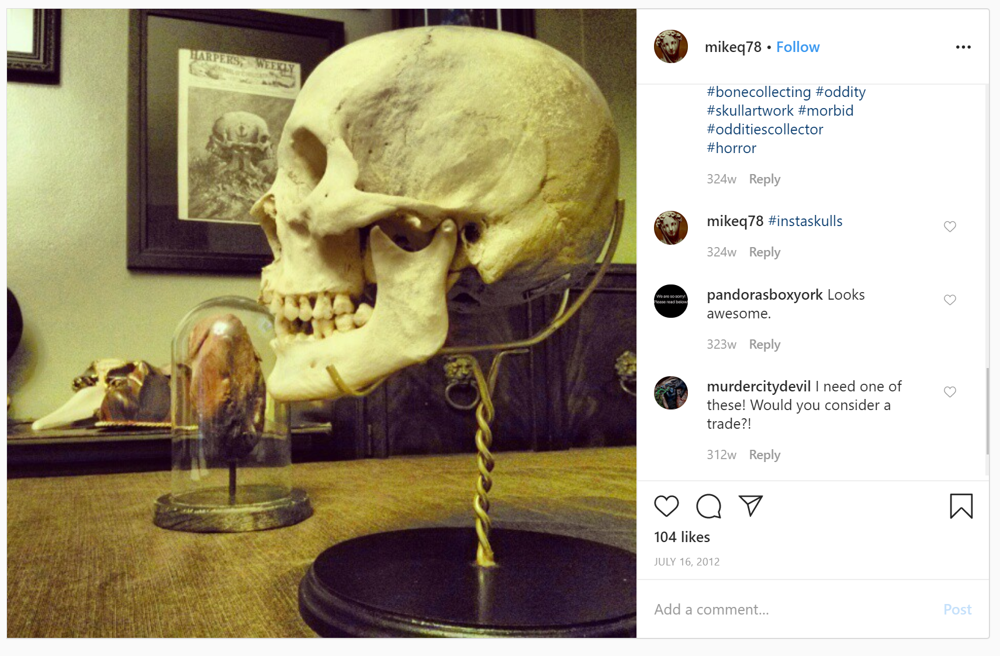 HARPER'S WEEKLY
mikeq78 • Follow
#bonecollecting #oddity
#skullartwork #morbid
#odditiescollector
#horror
324w Reply
mikeq78 #instaskulls
324w Reply
We are so sorry!
Please read below!
pandorasboxyork Looks
awesome.
323w Reply
murdercitydevil I need one of
these! Would you consider a
trade?!
312w Reply
104 likes
JULY 16, 2012
Add a comment... Post